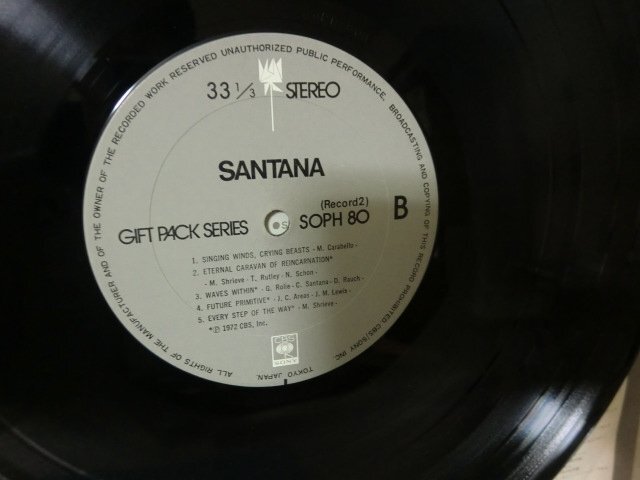 ALL RIGHTS OF THE MANUFACTURER AND OF THE OWNER OF THE RECORDED WORK RESERVED UNAUTHORIZED PUBLIC PERFORMANCE, BROADCASTING AND COPYING OF THIS RECORD PROHIBITED CBS/SONY INC. TOKYO JAPAN.
33 1/3 STEREO
SANTANA
(Record2)
GIFT PACK SERIES SOPH 80 B
1. SINGING WINDS, CRYING BEASTS - M. Carabello -
2. ETERNAL CARAVAN OF REINCARNATION*
- M. Shrieve - T. Rutley - N. Schon -
3. WAVES WITHIN* - G. Rolie - C. Santana - D. Rauch -
4. FUTURE PRIMITIVE* - J. C. Areas - J. M. Lewis -
5. EVERY STEP OF THE WAY* - M. Shrieve -
*Ⓟ 1972 CBS, Inc.
CBS
SONY